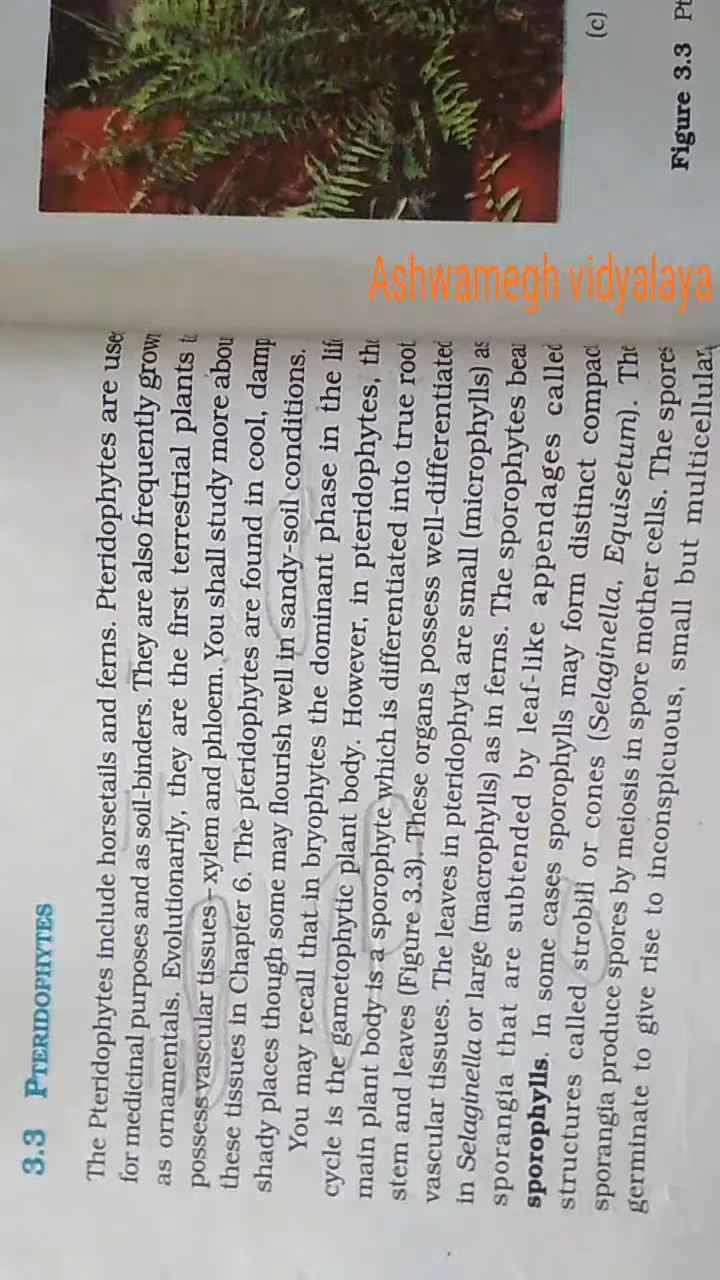 3.3 PTERIDOPHYTES
The Pteridophytes include horsetails and ferns. Pteridophytes are use
for medicinal purposes and as soil-binders. They are also frequently grow
as ornamentals. Evolutionarily, they are the first terrestrial plants t
possess vascular tissues – xylem and phloem. You shall study more abou
these tissues in Chapter 6. The pteridophytes are found in cool, damp
shady places though some may flourish well in sandy-soil conditions.
You may recall that in bryophytes the dominant phase in the lif
cycle is the gametophytic plant body. However, in pteridophytes, the
main plant body is a sporophyte which is differentiated into true root
stem and leaves (Figure 3.3). These organs possess well-differentiated
vascular tissues. The leaves in pteridophyta are small (microphylls) as
in Selaginella or large (macrophylls) as in ferns. The sporophytes bear
sporangia that are subtended by leaf-like appendages called
sporophylls. In some cases sporophylls may form distinct compac
structures called strobili or cones (Selaginella, Equisetum). The
sporangia produce spores by meiosis in spore mother cells. The spores
germinate to give rise to inconspicuous, small but multicellular,
(c)
Figure 3.3 Pt
Ashwamegh vidyalaya